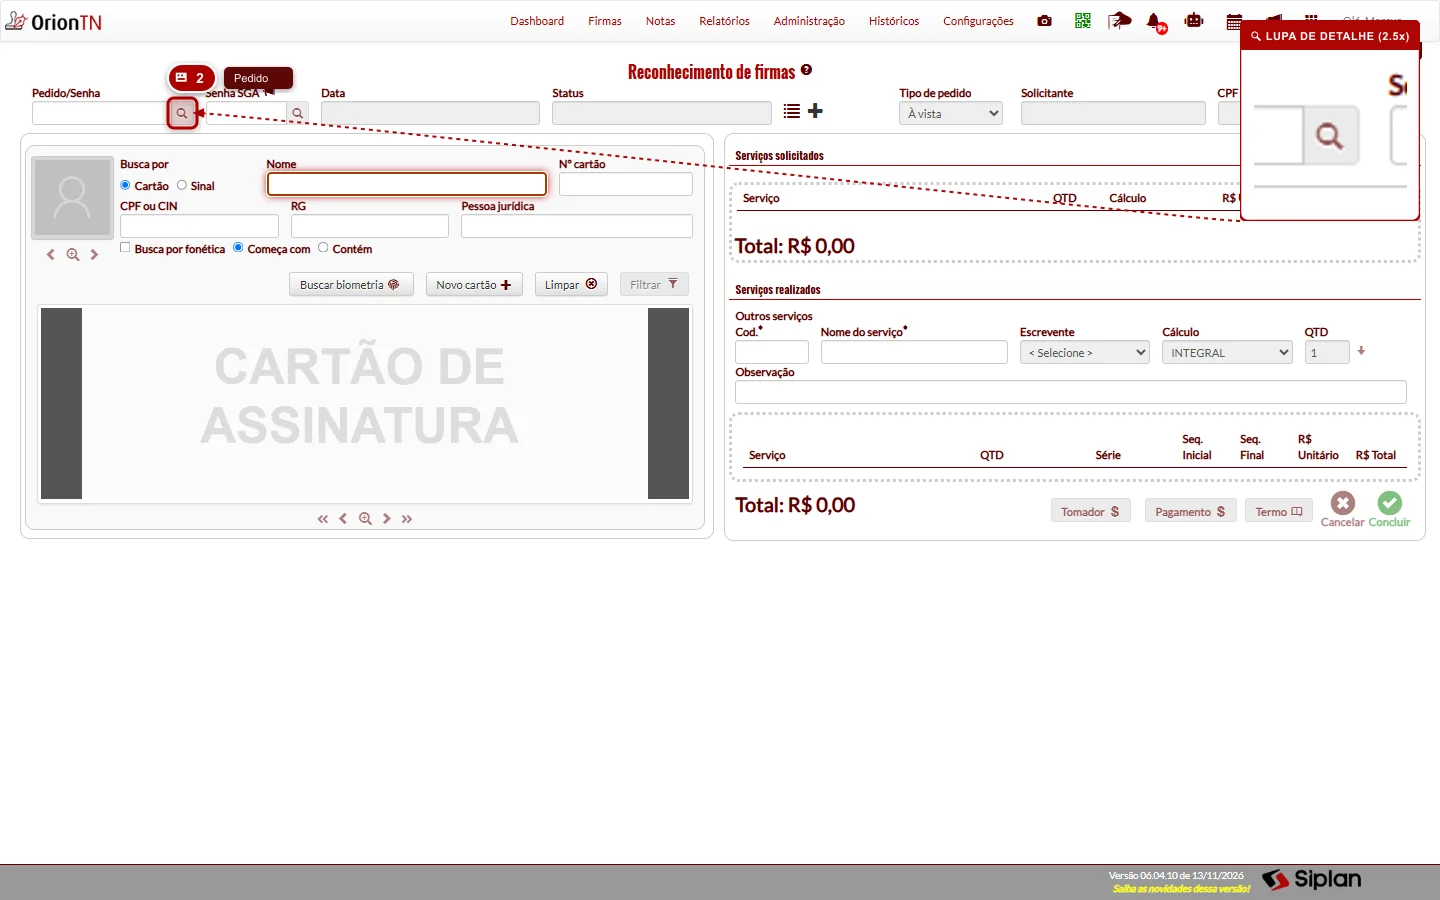 OrionTN
Dashboard
Firmas
Notas
Relatórios
Administração
Históricos
Configurações
9+
LUPA DE DETALHE (2.5x)
Reconhecimento de firmas
2
Pedido
Pedido/Senha
Senha SGA
Data
Status
Tipo de pedido
À vista
Solicitante
CPF
Busca por
Cartão
Sinal
Nome
Nº cartão
CPF ou CIN
RG
Pessoa jurídica
Busca por fonética
Começa com
Contém
Buscar biometria
Novo cartão
Limpar
Filtrar
CARTÃO DE
ASSINATURA
Serviços solicitados
Serviço
QTD
Cálculo
Total: R$ 0,00
Serviços realizados
Outros serviços
Cod.*
Nome do serviço*
Escrevente
Cálculo
QTD
< Selecione >
INTEGRAL
1
Observação
Serviço
QTD
Série
Seq. Inicial
Seq. Final
R$ Unitário
R$ Total
Total: R$ 0,00
Tomador $
Pagamento $
Termo
Cancelar
Concluir
Versão 06.04.10 de 13/11/2026
Saiba as novidades dessa versão!
Siplan